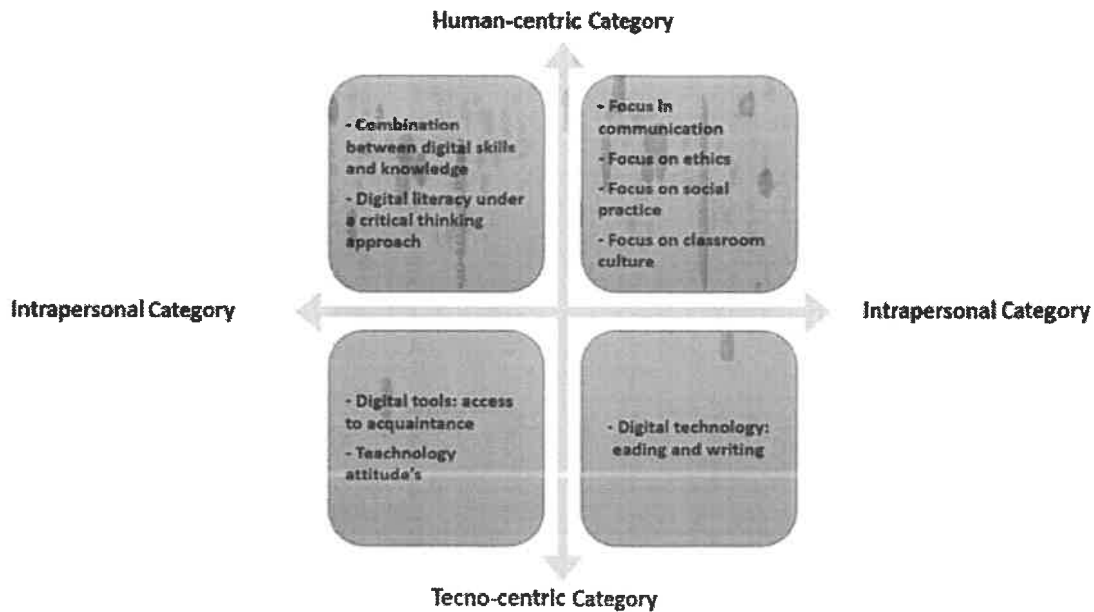 Human-centric Category
- Combination
between digital skills
and knowledge
- Digital literacy under
a critical thinking
approach
- Focus in
communication
- Focus on ethics
- Focus on social
practice
- Focus on classroom
culture
Intrapersonal Category
Intrapersonal Category
- Digital tools: access
to acquaintance
- Teachnology
attitude's
- Digital technology:
eading and writing
Tecno-centric Category